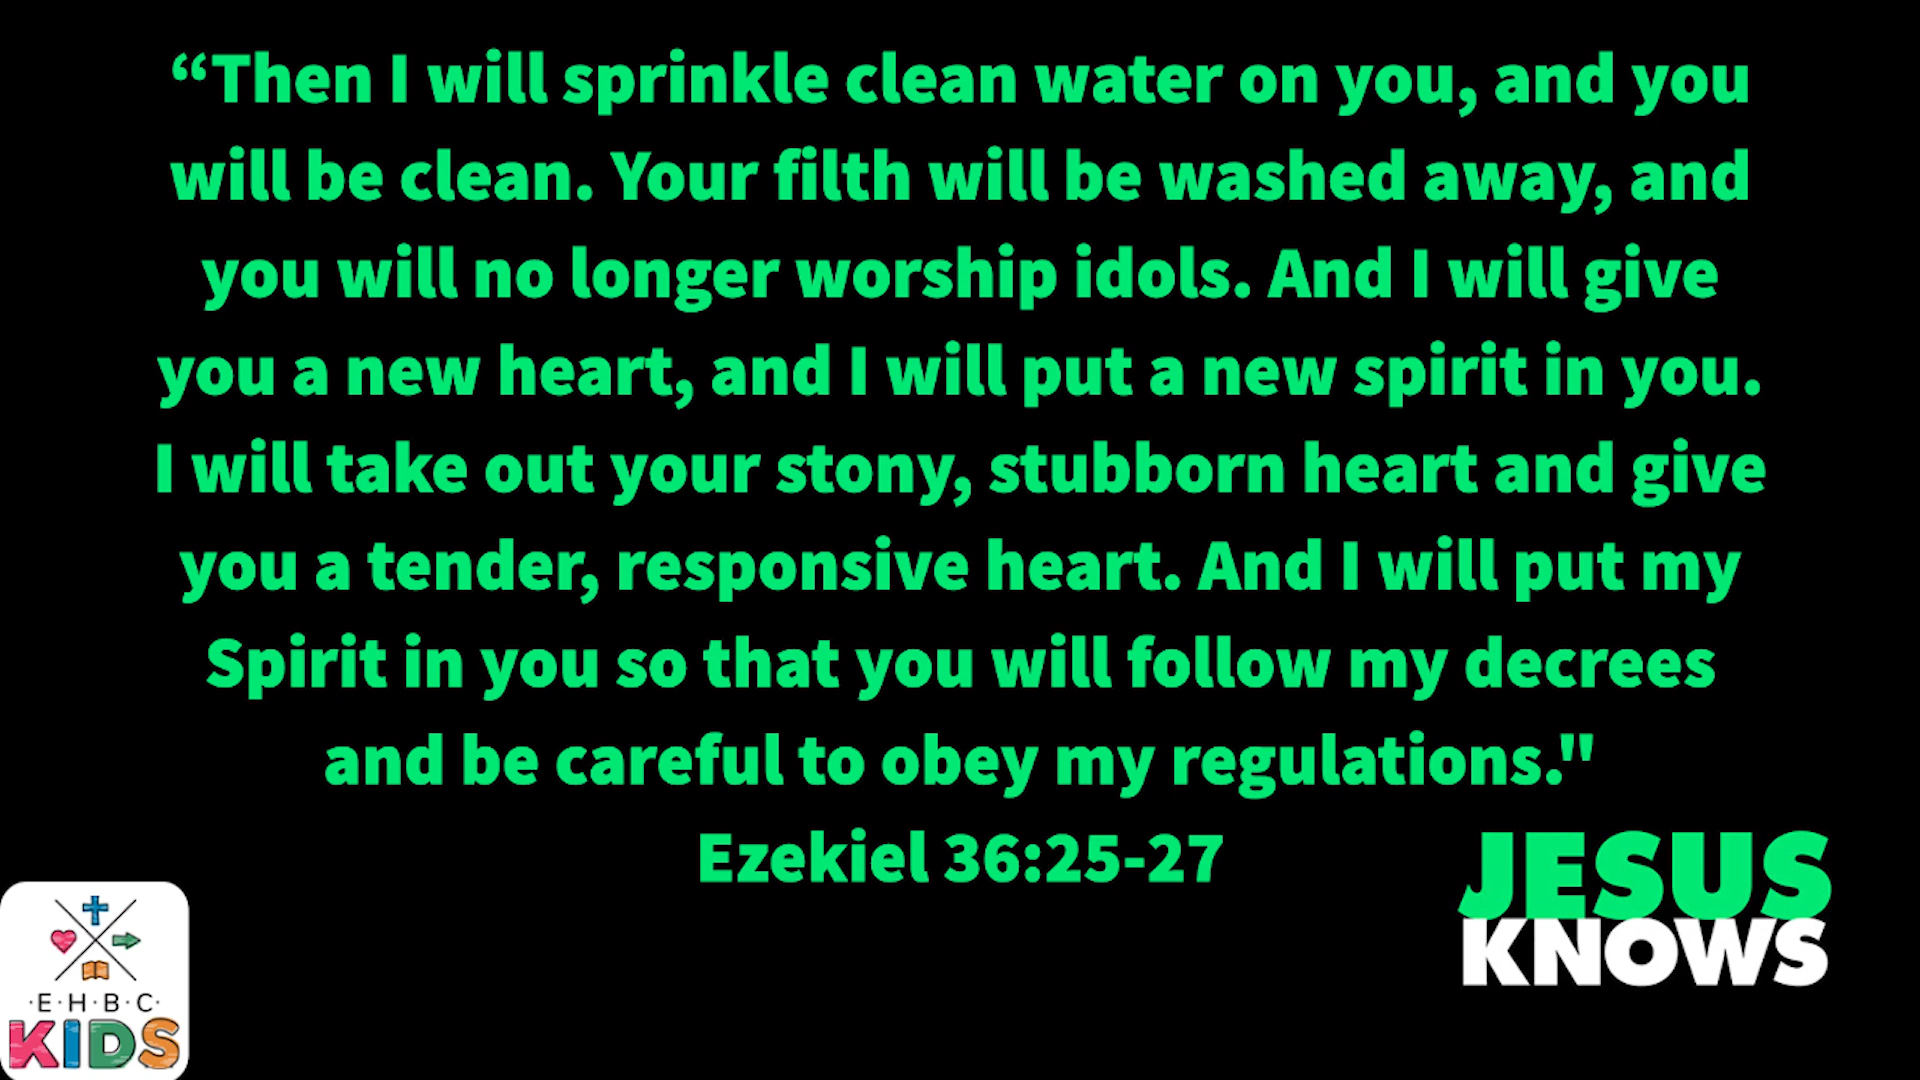 “Then I will sprinkle clean water on you, and you
will be clean. Your filth will be washed away, and
you will no longer worship idols. And I will give
you a new heart, and I will put a new spirit in you.
I will take out your stony, stubborn heart and give
you a tender, responsive heart. And I will put my
Spirit in you so that you will follow my decrees
and be careful to obey my regulations."
Ezekiel 36:25-27
JESUS
KNOWS
·E·H·B·C·
KIDS